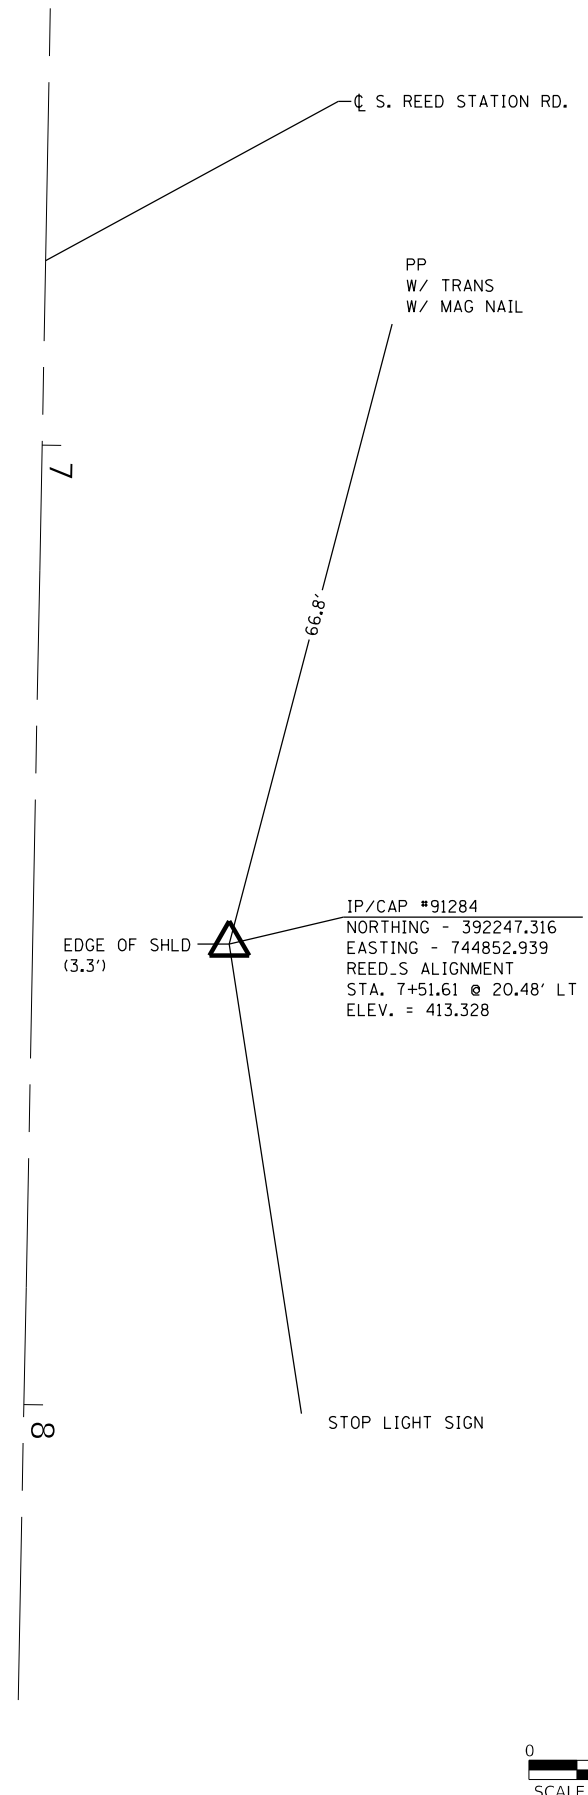 ℄ S. REED STATION RD.
PP
W/ TRANS
W/ MAG NAIL
7
66.8'
IP/CAP #91284
NORTHING - 392247.316
EASTING - 744852.939
REED_S ALIGNMENT
STA. 7+51.61 @ 20.48' LT
ELEV. = 413.328
EDGE OF SHLD
(3.3')
8
STOP LIGHT SIGN
0
SCALE